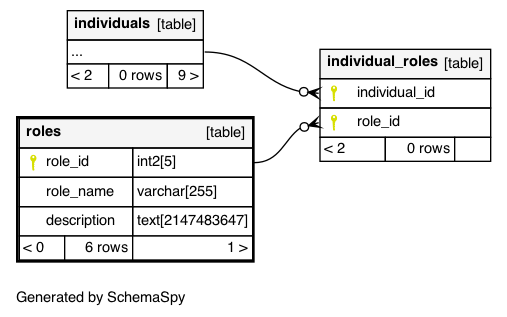 individuals [table]
...
< 2 0 rows 9 >
individual_roles [table]
individual_id
role_id
< 2 0 rows
roles [table]
role_id int2[5]
role_name varchar[255]
description text[2147483647]
< 0 6 rows 1 >
Generated by SchemaSpy